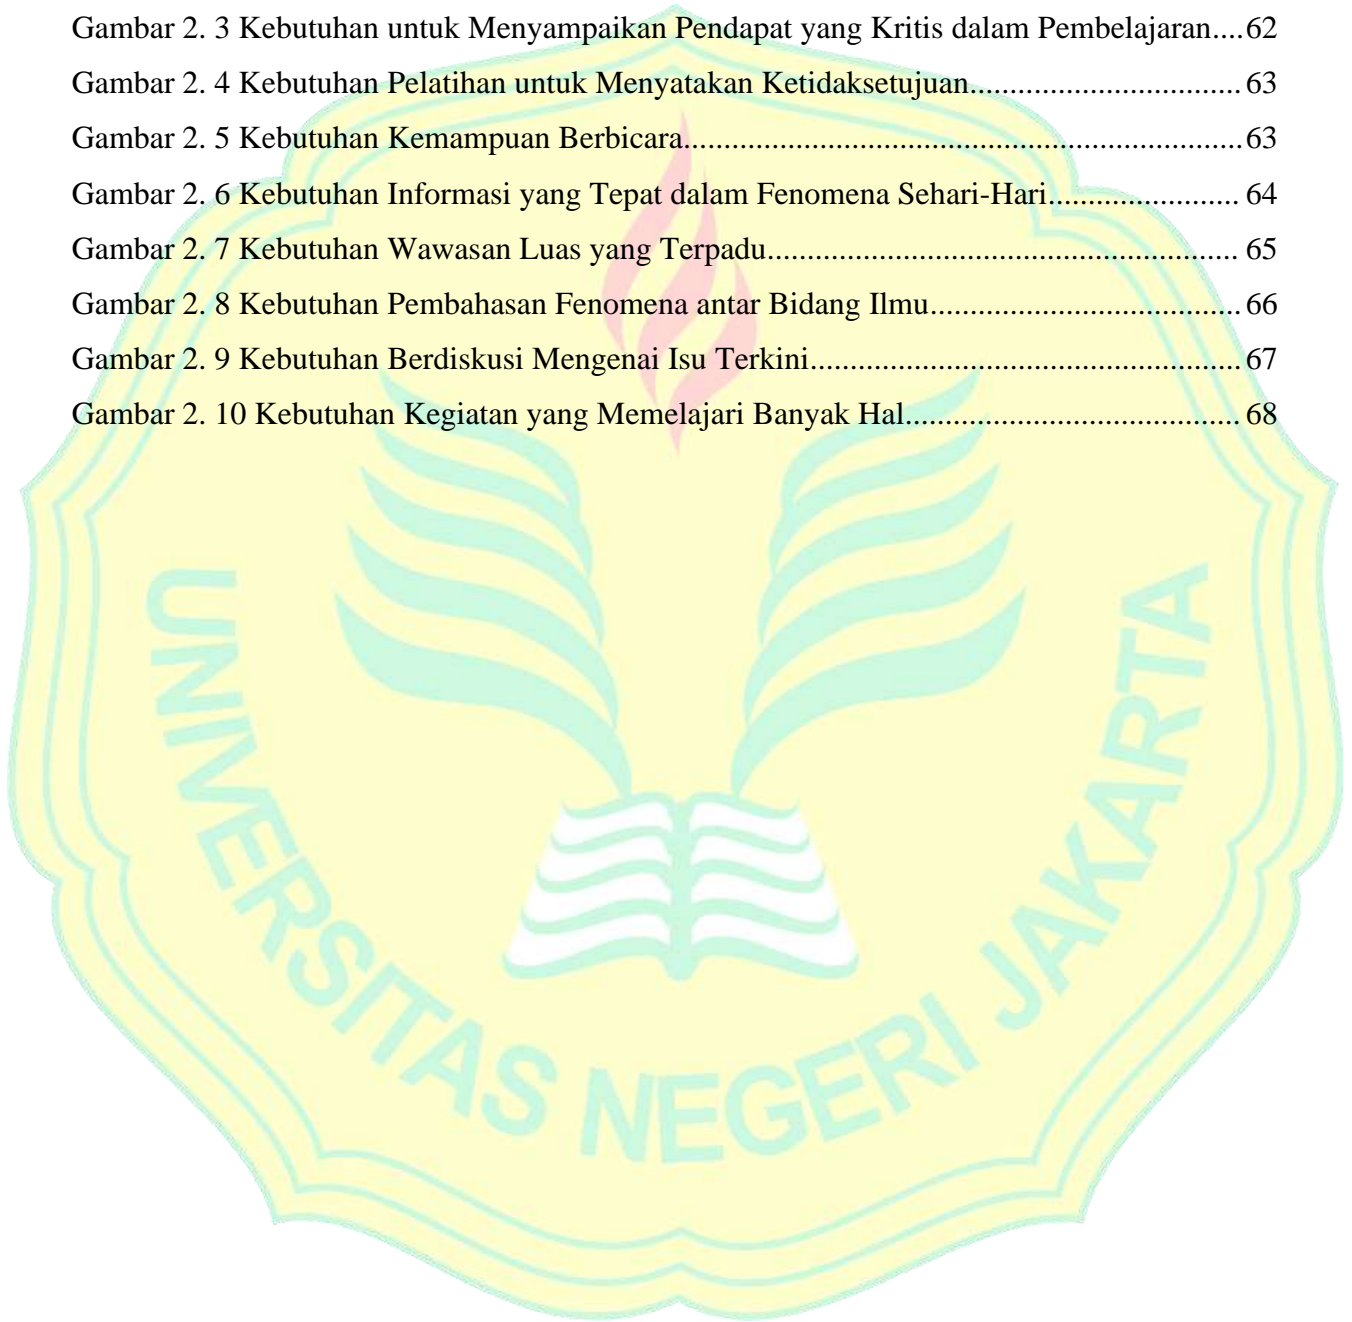 Gambar 2. 3 Kebutuhan untuk Menyampaikan Pendapat yang Kritis dalam Pembelajaran....62
Gambar 2. 4 Kebutuhan Pelatihan untuk Menyatakan Ketidaksetujuan.................................. 63
Gambar 2. 5 Kebutuhan Kemampuan Berbicara......................................................................63
Gambar 2. 6 Kebutuhan Informasi yang Tepat dalam Fenomena Sehari-Hari........................ 64
Gambar 2. 7 Kebutuhan Wawasan Luas yang Terpadu........................................................... 65
Gambar 2. 8 Kebutuhan Pembahasan Fenomena antar Bidang Ilmu....................................... 66
Gambar 2. 9 Kebutuhan Berdiskusi Mengenai Isu Terkini...................................................... 67
Gambar 2. 10 Kebutuhan Kegiatan yang Memelajari Banyak Hal.......................................... 68
UNIVERSITAS NEGERI JAKARTA